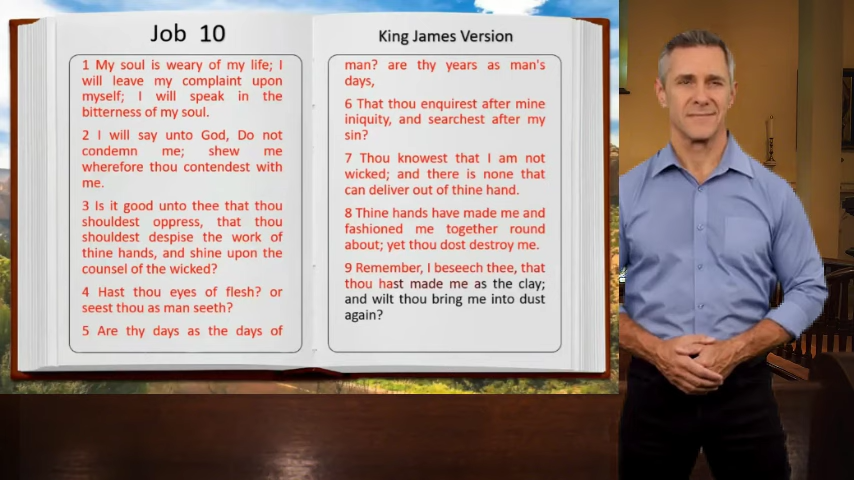 Job 10
1 My soul is weary of my life; I
will leave my complaint upon
myself; I will speak in the
bitterness of my soul.
2 I will say unto God, Do not
condemn me; shew me
wherefore thou contendest with
me.
3 Is it good unto thee that thou
shouldest oppress, that thou
shouldest despise the work of
thine hands, and shine upon the
counsel of the wicked?
4 Hast thou eyes of flesh? or
seest thou as man seeth?
5 Are thy days as the days of
King James Version
man? are thy years as man's
days,
6 That thou enquirest after mine
iniquity, and searchest after my
sin?
7 Thou knowest that I am not
wicked; and there is none that
can deliver out of thine hand.
8 Thine hands have made me and
fashioned me together round
about; yet thou dost destroy me.
9 Remember, I beseech thee, that
thou hast made me as the clay;
and wilt thou bring me into dust
again?